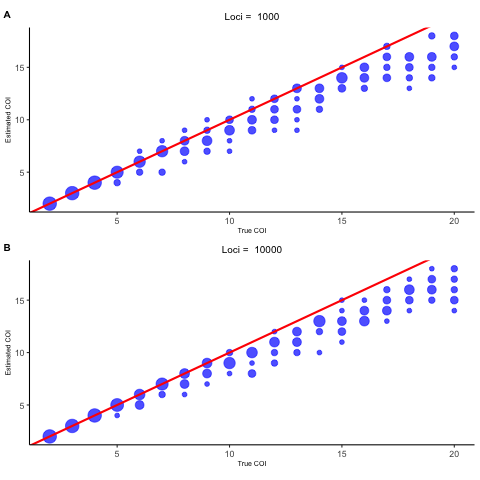 A
Loci = 1000
Estimated COI
15
10
5
5 10 15 20
True COI
B
Loci = 10000
Estimated COI
15
10
5
5 10 15 20
True COI